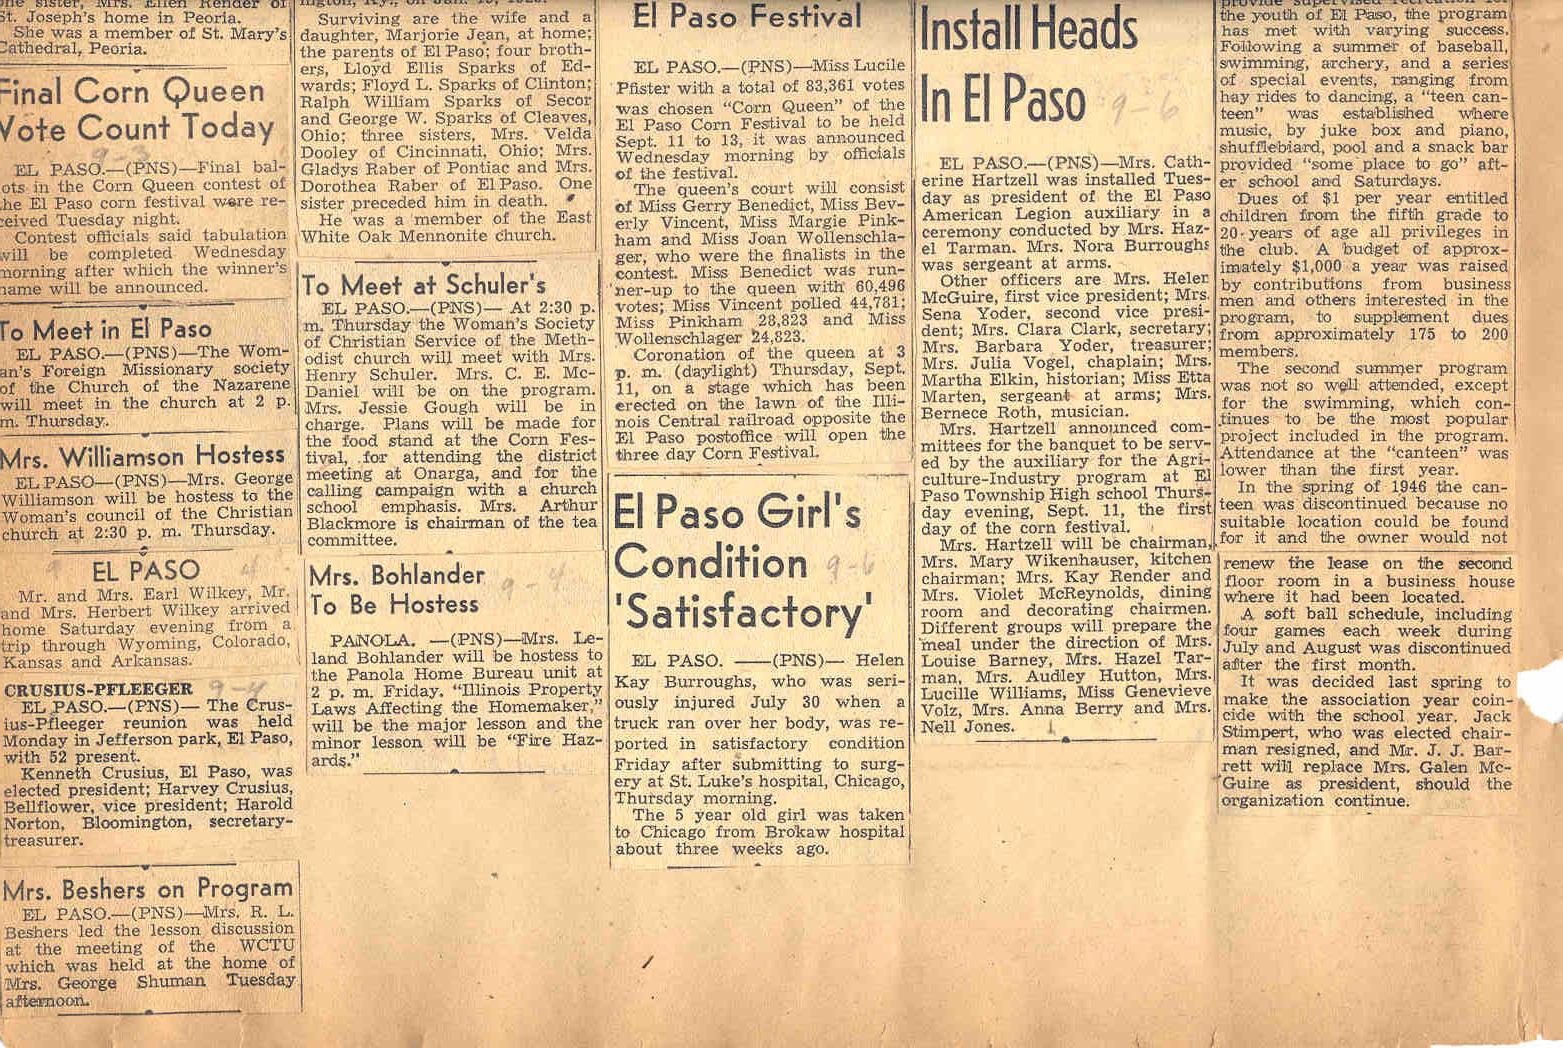 one sister, Mrs. Ellen Render of
St. Joseph's home in Peoria.
She was a member of St. Mary's
Cathedral, Peoria.
Final Corn Queen
Vote Count Today
9-3
EL PASO.—(PNS)—Final bal-
lots in the Corn Queen contest of
the El Paso corn festival were re-
ceived Tuesday night.
Contest officials said tabulation
will be completed Wednesday
morning after which the winner's
name will be announced.
To Meet in El Paso
EL PASO.—(PNS)—The Wom-
an's Foreign Missionary society
of the Church of the Nazarene
will meet in the church at 2 p.
m. Thursday.
Mrs. Williamson Hostess
EL PASO—(PNS)—Mrs. George
Williamson will be hostess to the
Woman's council of the Christian
church at 2:30 p. m. Thursday.
9 EL PASO 4
Mr. and Mrs. Earl Wilkey, Mr.
and Mrs. Herbert Wilkey arrived
home Saturday evening from a
trip through Wyoming, Colorado,
Kansas and Arkansas.
CRUSIUS-PFLEEGER 9-4
EL PASO.—(PNS)— The Crus-
ius-Pfleeger reunion was held
Monday in Jefferson park, El Paso,
with 52 present.
Kenneth Crusius, El Paso, was
elected president; Harvey Crusius,
Bellflower, vice president; Harold
Norton, Bloomington, secretary-
treasurer.
Mrs. Beshers on Program
EL PASO.—(PNS)—Mrs. R. L.
Beshers led the lesson discussion
at the meeting of the WCTU
which was held at the home of
Mrs. George Shuman Tuesday
afternoon.
Surviving are the wife and a
daughter, Marjorie Jean, at home;
the parents of El Paso; four broth-
ers, Lloyd Ellis Sparks of Ed-
wards; Floyd L. Sparks of Clinton;
Ralph William Sparks of Secor
and George W. Sparks of Cleaves,
Ohio; three sisters, Mrs. Velda
Dooley of Cincinnati, Ohio; Mrs.
Gladys Raber of Pontiac and Mrs.
Dorothea Raber of El Paso. One
sister preceded him in death.
He was a member of the East
White Oak Mennonite church.
To Meet at Schuler's
EL PASO.—(PNS)— At 2:30 p.
m. Thursday the Woman's Society
of Christian Service of the Meth-
odist church will meet with Mrs.
Henry Schuler. Mrs. C. E. Mc-
Daniel will be on the program.
Mrs. Jessie Gough will be in
charge. Plans will be made for
the food stand at the Corn Fes-
tival, for attending the district
meeting at Onarga, and for the
calling campaign with a church
school emphasis. Mrs. Arthur
Blackmore is chairman of the tea
committee.
Mrs. Bohlander 9-4
To Be Hostess
PANOLA. —(PNS)—Mrs. Le-
land Bohlander will be hostess to
the Panola Home Bureau unit at
2 p. m. Friday. "Illinois Property
Laws Affecting the Homemaker,"
will be the major lesson and the
minor lesson will be "Fire Haz-
ards."
El Paso Festival
EL PASO.—(PNS)—Miss Lucile
Pfister with a total of 83,361 votes
was chosen "Corn Queen" of the
El Paso Corn Festival to be held
Sept. 11 to 13, it was announced
Wednesday morning by officials
of the festival.
The queen's court will consist
of Miss Gerry Benedict, Miss Bev-
erly Vincent, Miss Margie Pink-
ham and Miss Joan Wollenschla-
ger, who were the finalists in the
contest. Miss Benedict was run-
ner-up to the queen with 60,496
votes; Miss Vincent polled 44,781;
Miss Pinkham 28,823 and Miss
Wollenschlager 24,823.
Coronation of the queen at 3
p. m. (daylight) Thursday, Sept.
11, on a stage which has been
erected on the lawn of the Illi-
nois Central railroad opposite the
El Paso postoffice will open the
three day Corn Festival.
El Paso Girl's
Condition 9-6
'Satisfactory'
EL PASO. ——(PNS)— Helen
Kay Burroughs, who was seri-
ously injured July 30 when a
truck ran over her body, was re-
ported in satisfactory condition
Friday after submitting to surg-
ery at St. Luke's hospital, Chicago,
Thursday morning.
The 5 year old girl was taken
to Chicago from Brokaw hospital
about three weeks ago.
Install Heads
In El Paso 9-6
EL PASO.—(PNS)—Mrs. Cath-
erine Hartzell was installed Tues-
day as president of the El Paso
American Legion auxiliary in a
ceremony conducted by Mrs. Haz-
el Tarman. Mrs. Nora Burroughs
was sergeant at arms.
Other officers are Mrs. Helen
McGuire, first vice president; Mrs.
Sena Yoder, second vice presi-
dent; Mrs. Clara Clark, secretary;
Mrs. Barbara Yoder, treasurer;
Mrs. Julia Vogel, chaplain; Mrs.
Martha Elkin, historian; Miss Etta
Marten, sergeant at arms; Mrs.
Bernece Roth, musician.
Mrs. Hartzell announced com-
mittees for the banquet to be serv-
ed by the auxiliary for the Agri-
culture-Industry program at El
Paso Township High school Thurs-
day evening, Sept. 11, the first
day of the corn festival.
Mrs. Hartzell will be chairman,
Mrs. Mary Wikenhauser, kitchen
chairman; Mrs. Kay Render and
Mrs. Violet McReynolds, dining
room and decorating chairmen.
Different groups will prepare the
meal under the direction of Mrs.
Louise Barney, Mrs. Hazel Tar-
man, Mrs. Audley Hutton, Mrs.
Lucille Williams, Miss Genevieve
Volz, Mrs. Anna Berry and Mrs.
Nell Jones.
provide supervised recreation for
the youth of El Paso, the program
has met with varying success.
Following a summer of baseball,
swimming, archery, and a series
of special events, ranging from
hay rides to dancing, a "teen can-
teen" was established where
music, by juke box and piano,
shufflebiard, pool and a snack bar
provided "some place to go" aft-
er school and Saturdays.
Dues of $1 per year entitled
children from the fifth grade to
20 years of age all privileges in
the club. A budget of approx-
imately $1,000 a year was raised
by contributions from business
men and others interested in the
program, to supplement dues
from approximately 175 to 200
members.
The second summer program
was not so well attended, except
for the swimming, which con-
tinues to be the most popular
project included in the program.
Attendance at the "canteen" was
lower than the first year.
In the spring of 1946 the can-
teen was discontinued because no
suitable location could be found
for it and the owner would not
renew the lease on the second
floor room in a business house
where it had been located.
A soft ball schedule, including
four games each week during
July and August was discontinued
after the first month.
It was decided last spring to
make the association year coin-
cide with the school year. Jack
Stimpert, who was elected chair-
man resigned, and Mr. J. J. Bar-
rett will replace Mrs. Galen Mc-
Guire as president, should the
organization continue.